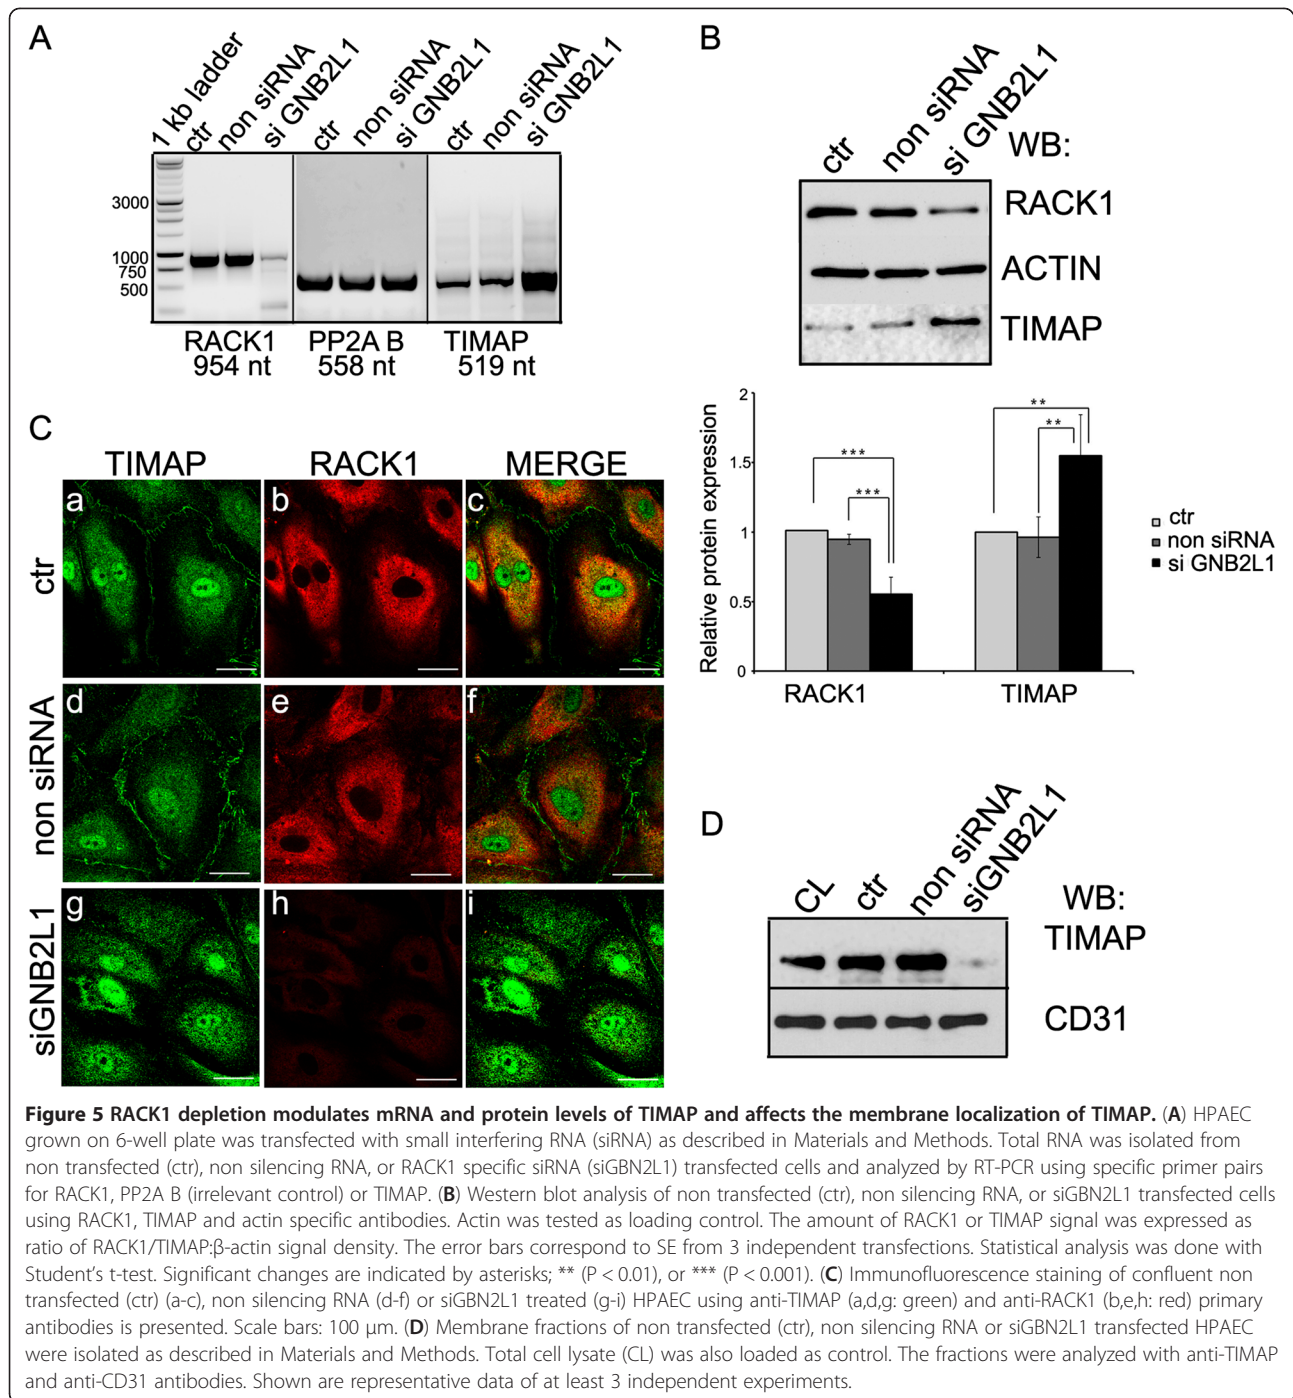 A
1 kb ladder
ctr
non siRNA
si GNB2L1
ctr
non siRNA
si GNB2L1
ctr
non siRNA
si GNB2L1
3000
1000
750
500
RACK1
954 nt
PP2A B
558 nt
TIMAP
519 nt
B
ctr
non siRNA
si GNB2L1
WB:
RACK1
ACTIN
TIMAP
Relative protein expression
2
1.5
1
0.5
0
***
***
**
**
RACK1
TIMAP
ctr
non siRNA
si GNB2L1
C
TIMAP
RACK1
MERGE
ctr
a
b
c
non siRNA
d
e
f
siGNB2L1
g
h
i
D
CL
ctr
non siRNA
siGNB2L1
WB:
TIMAP
CD31
Figure 5 RACK1 depletion modulates mRNA and protein levels of TIMAP and affects the membrane localization of TIMAP. (A) HPAEC
grown on 6-well plate was transfected with small interfering RNA (siRNA) as described in Materials and Methods. Total RNA was isolated from
non transfected (ctr), non silencing RNA, or RACK1 specific siRNA (siGBN2L1) transfected cells and analyzed by RT-PCR using specific primer pairs
for RACK1, PP2A B (irrelevant control) or TIMAP. (B) Western blot analysis of non transfected (ctr), non silencing RNA, or siGBN2L1 transfected cells
using RACK1, TIMAP and actin specific antibodies. Actin was tested as loading control. The amount of RACK1 or TIMAP signal was expressed as
ratio of RACK1/TIMAP:β-actin signal density. The error bars correspond to SE from 3 independent transfections. Statistical analysis was done with
Student's t-test. Significant changes are indicated by asterisks; ** (P < 0.01), or *** (P < 0.001). (C) Immunofluorescence staining of confluent non
transfected (ctr) (a-c), non silencing RNA (d-f) or siGBN2L1 treated (g-i) HPAEC using anti-TIMAP (a,d,g: green) and anti-RACK1 (b,e,h: red) primary
antibodies is presented. Scale bars: 100 μm. (D) Membrane fractions of non transfected (ctr), non silencing RNA or siGBN2L1 transfected HPAEC
were isolated as described in Materials and Methods. Total cell lysate (CL) was also loaded as control. The fractions were analyzed with anti-TIMAP
and anti-CD31 antibodies. Shown are representative data of at least 3 independent experiments.